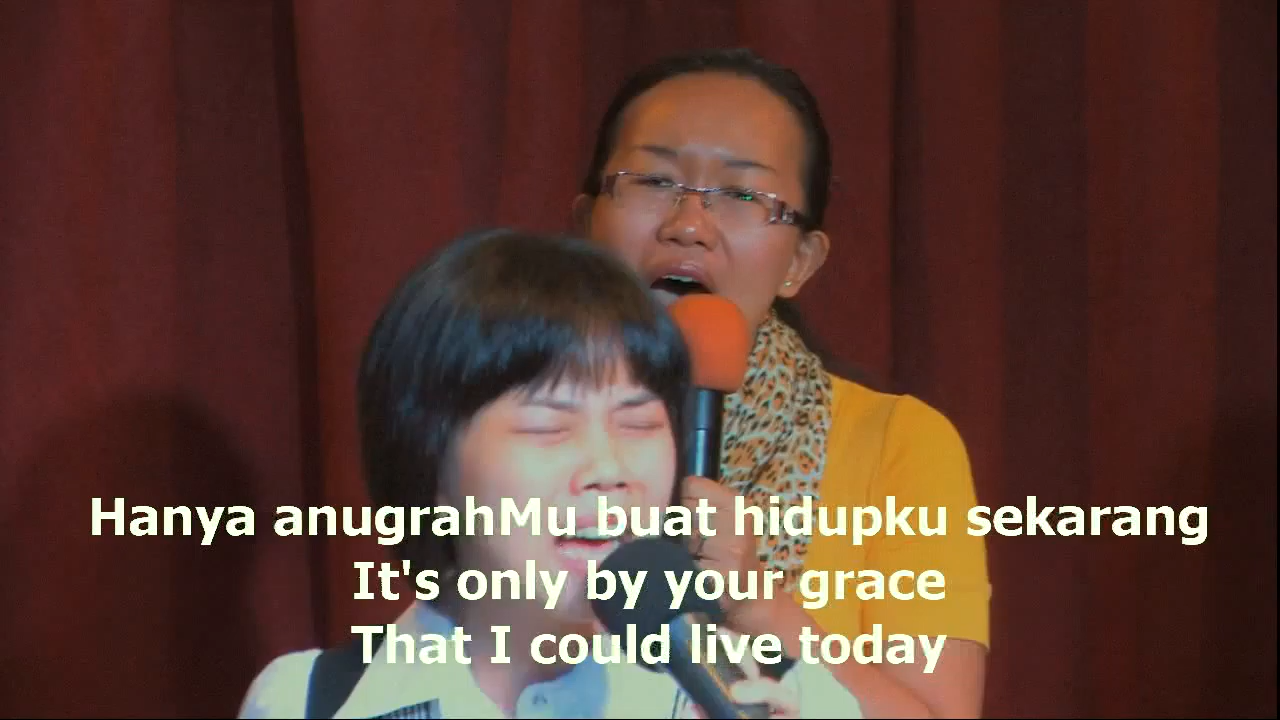 Hanya anugrahMu buat hidupku sekarang
It's only by your grace
That I could live today